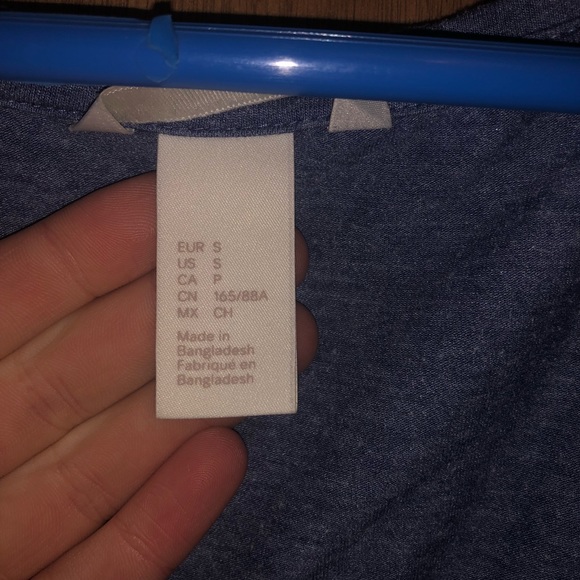 EUR S
US S
CA P
CN 165/88A
MX CH
Made in
Bangladesh
Fabriqué en
Bangladesh